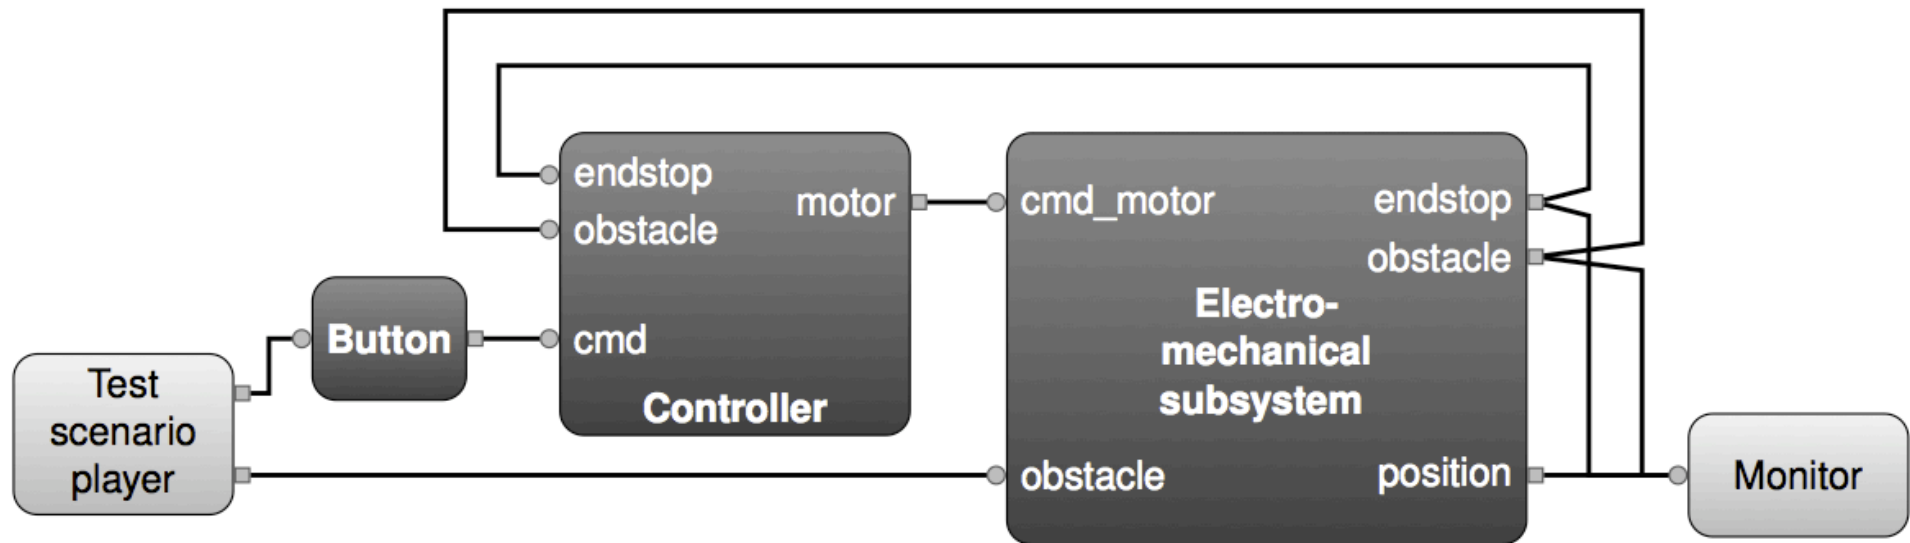 endstop
motor
obstacle
cmd
Controller
Button
Test
scenario
player
cmd_motor
endstop
obstacle
Electro-
mechanical
subsystem
obstacle
position
Monitor